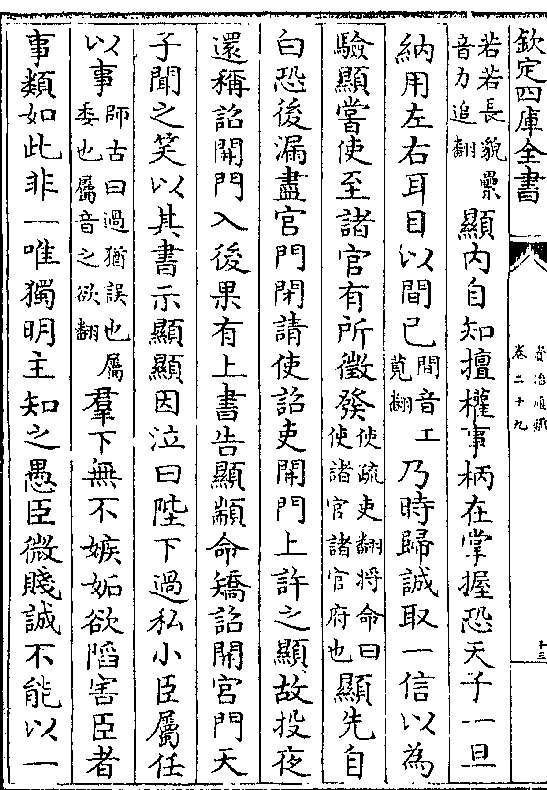 欽定四庫全書
資治通鑑
卷二十九
十三
若若長貌纍
音力追翻
顯内自知擅權事柄在掌握恐天子一旦
納用左右耳目以間已
間音工
莧翻
乃時歸誠取一信以為
驗顯嘗使至諸官有所徵發
使疏吏翻將命曰
使諸官諸官府也
顯先自
白恐後漏盡宮門閉請使詔吏開門上許之顯故投夜
還稱詔開門入後果有上書告顯顓命矯詔開宮門天
子聞之笑以其書示顯顯因泣曰陛下過私小臣屬任
以事
師古曰過猶誤也屬
委也屬音之欲翻
羣下無不嫉妬欲陷害臣者
事類如此非一唯獨明主知之愚臣微賤誠不能以一